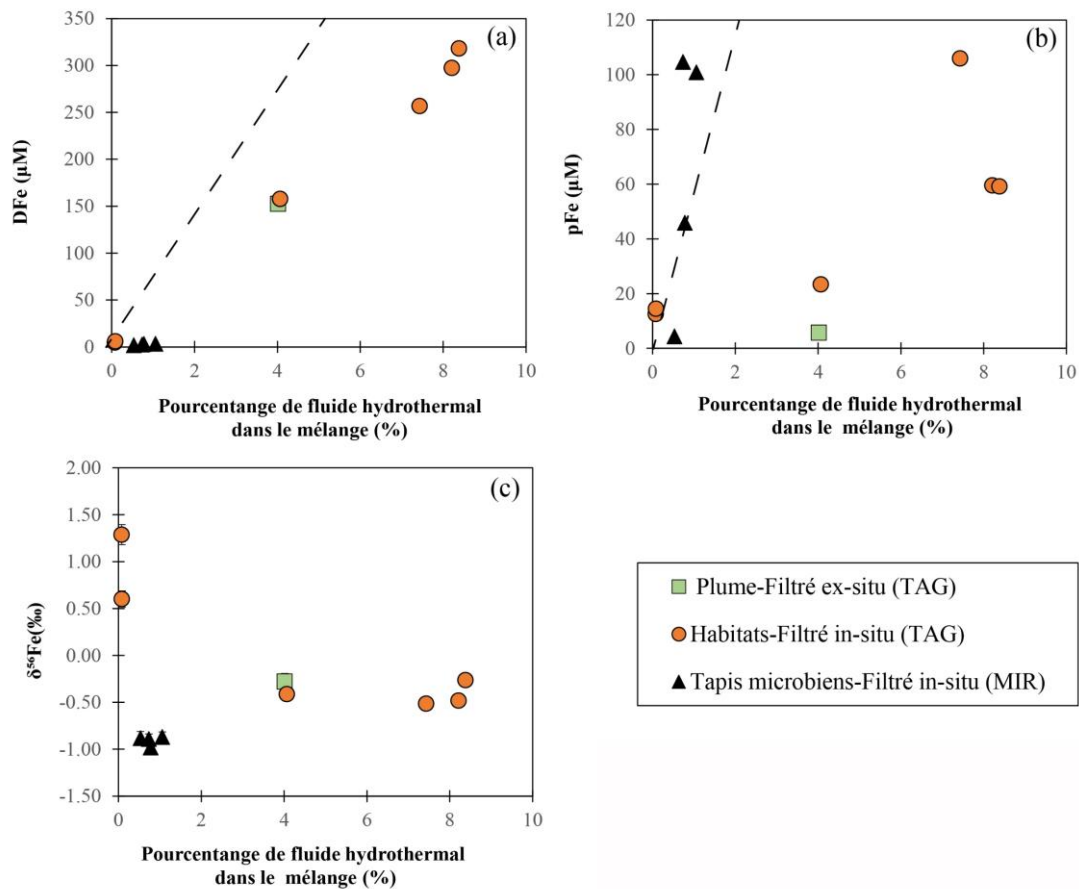 (a)
350
300
250
200
150
100
50
0
DFe (µM)
0 2 4 6 8 10
Pourcentange de fluide hydrothermal
dans le mélange (%)
(b)
120
100
80
60
40
20
0
pFe (µM)
0 2 4 6 8 10
Pourcentange de fluide hydrothermal
dans le mélange (%)
(c)
2.00
1.50
1.00
0.50
0.00
-0.50
-1.00
-1.50
δ⁵⁶Fe(‰)
0 2 4 6 8 10
Pourcentange de fluide hydrothermal
dans le mélange (%)
Plume-Filtré ex-situ (TAG)
Habitats-Filtré in-situ (TAG)
Tapis microbiens-Filtré in-situ (MIR)